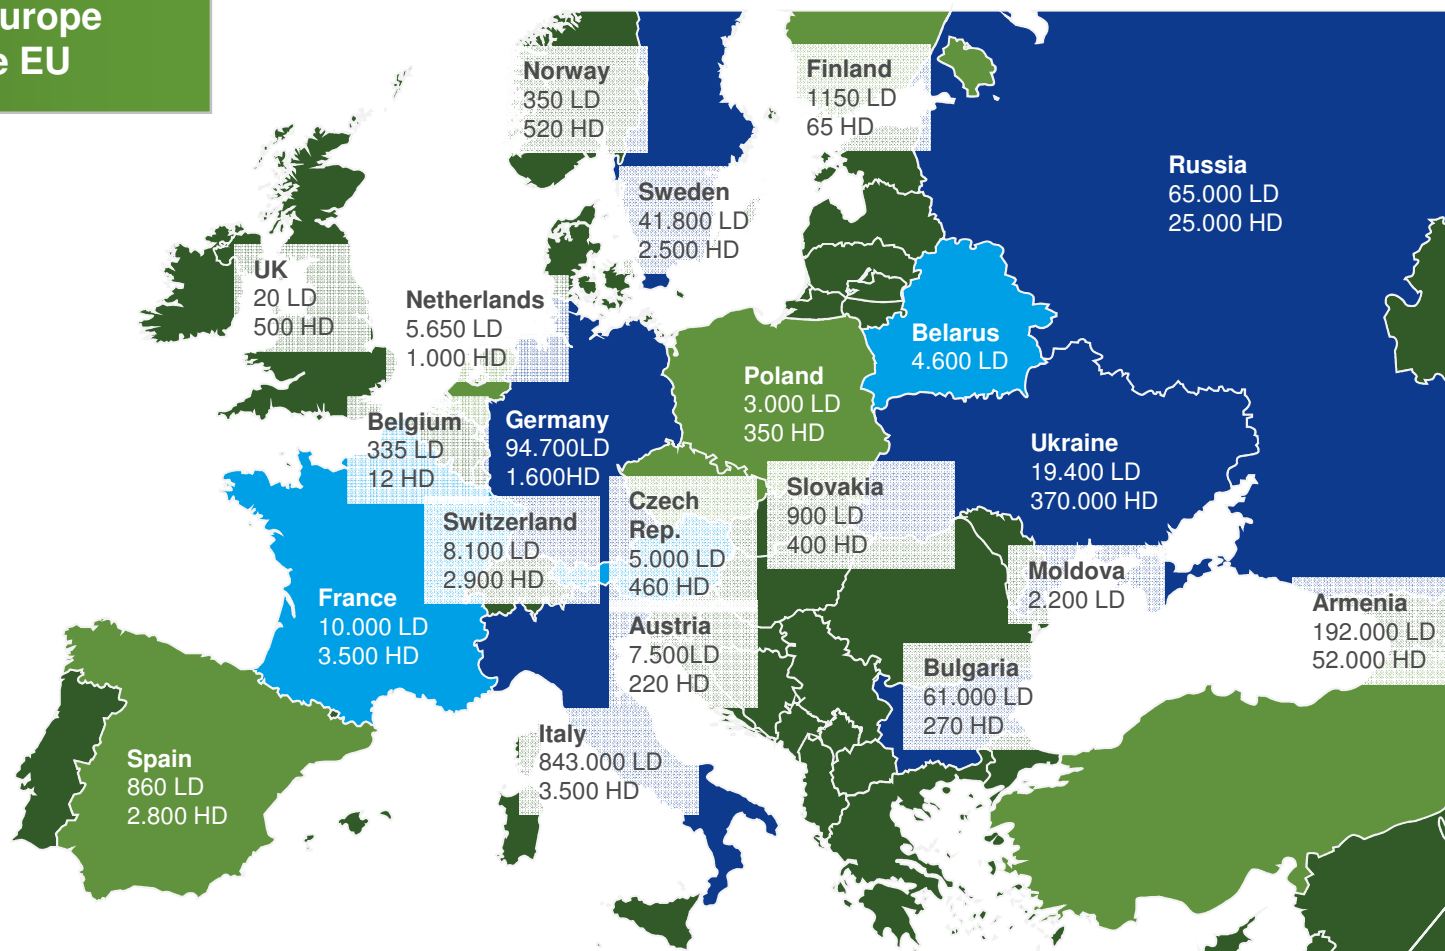 urope
e EU
Norway
350 LD
520 HD
Finland
1150 LD
65 HD
Russia
65.000 LD
25.000 HD
Sweden
41.800 LD
2.500 HD
UK
20 LD
500 HD
Netherlands
5.650 LD
1.000 HD
Belarus
4.600 LD
Poland
3.000 LD
350 HD
Belgium
335 LD
12 HD
Germany
94.700LD
1.600HD
Ukraine
19.400 LD
370.000 HD
Slovakia
900 LD
400 HD
Czech
Rep.
5.000 LD
460 HD
Switzerland
8.100 LD
2.900 HD
Moldova
2.200 LD
France
10.000 LD
3.500 HD
Armenia
192.000 LD
52.000 HD
Austria
7.500LD
220 HD
Bulgaria
61.000 LD
270 HD
Italy
843.000 LD
3.500 HD
Spain
860 LD
2.800 HD